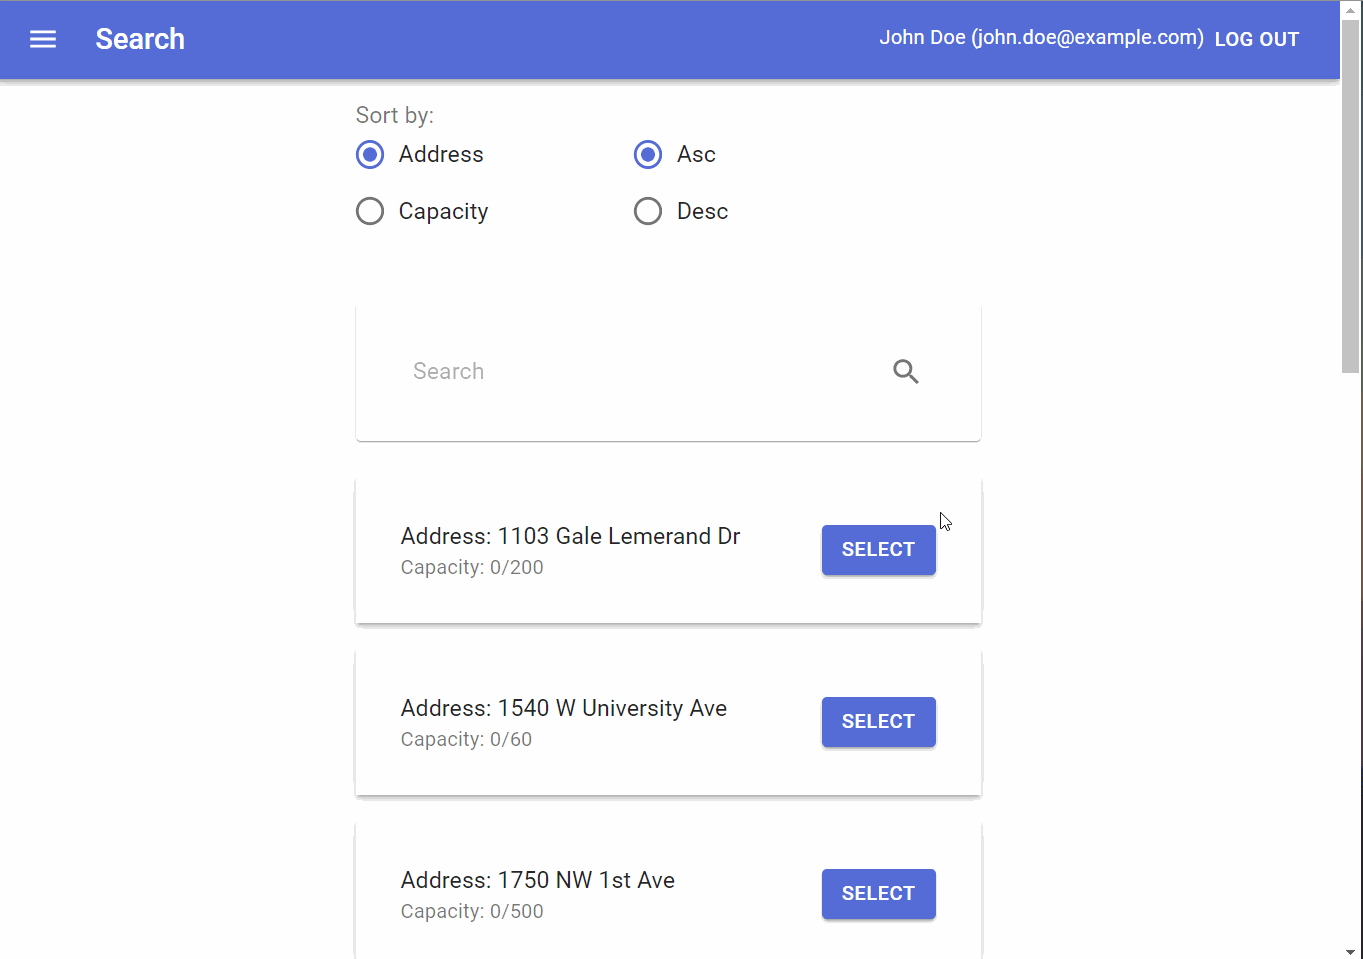 Search
John Doe (john.doe@example.com) LOG OUT
Sort by:
Address
Asc
Capacity
Desc
Search
Address: 1103 Gale Lemerand Dr
Capacity: 0/200
SELECT
Address: 1540 W University Ave
Capacity: 0/60
SELECT
Address: 1750 NW 1st Ave
Capacity: 0/500
SELECT